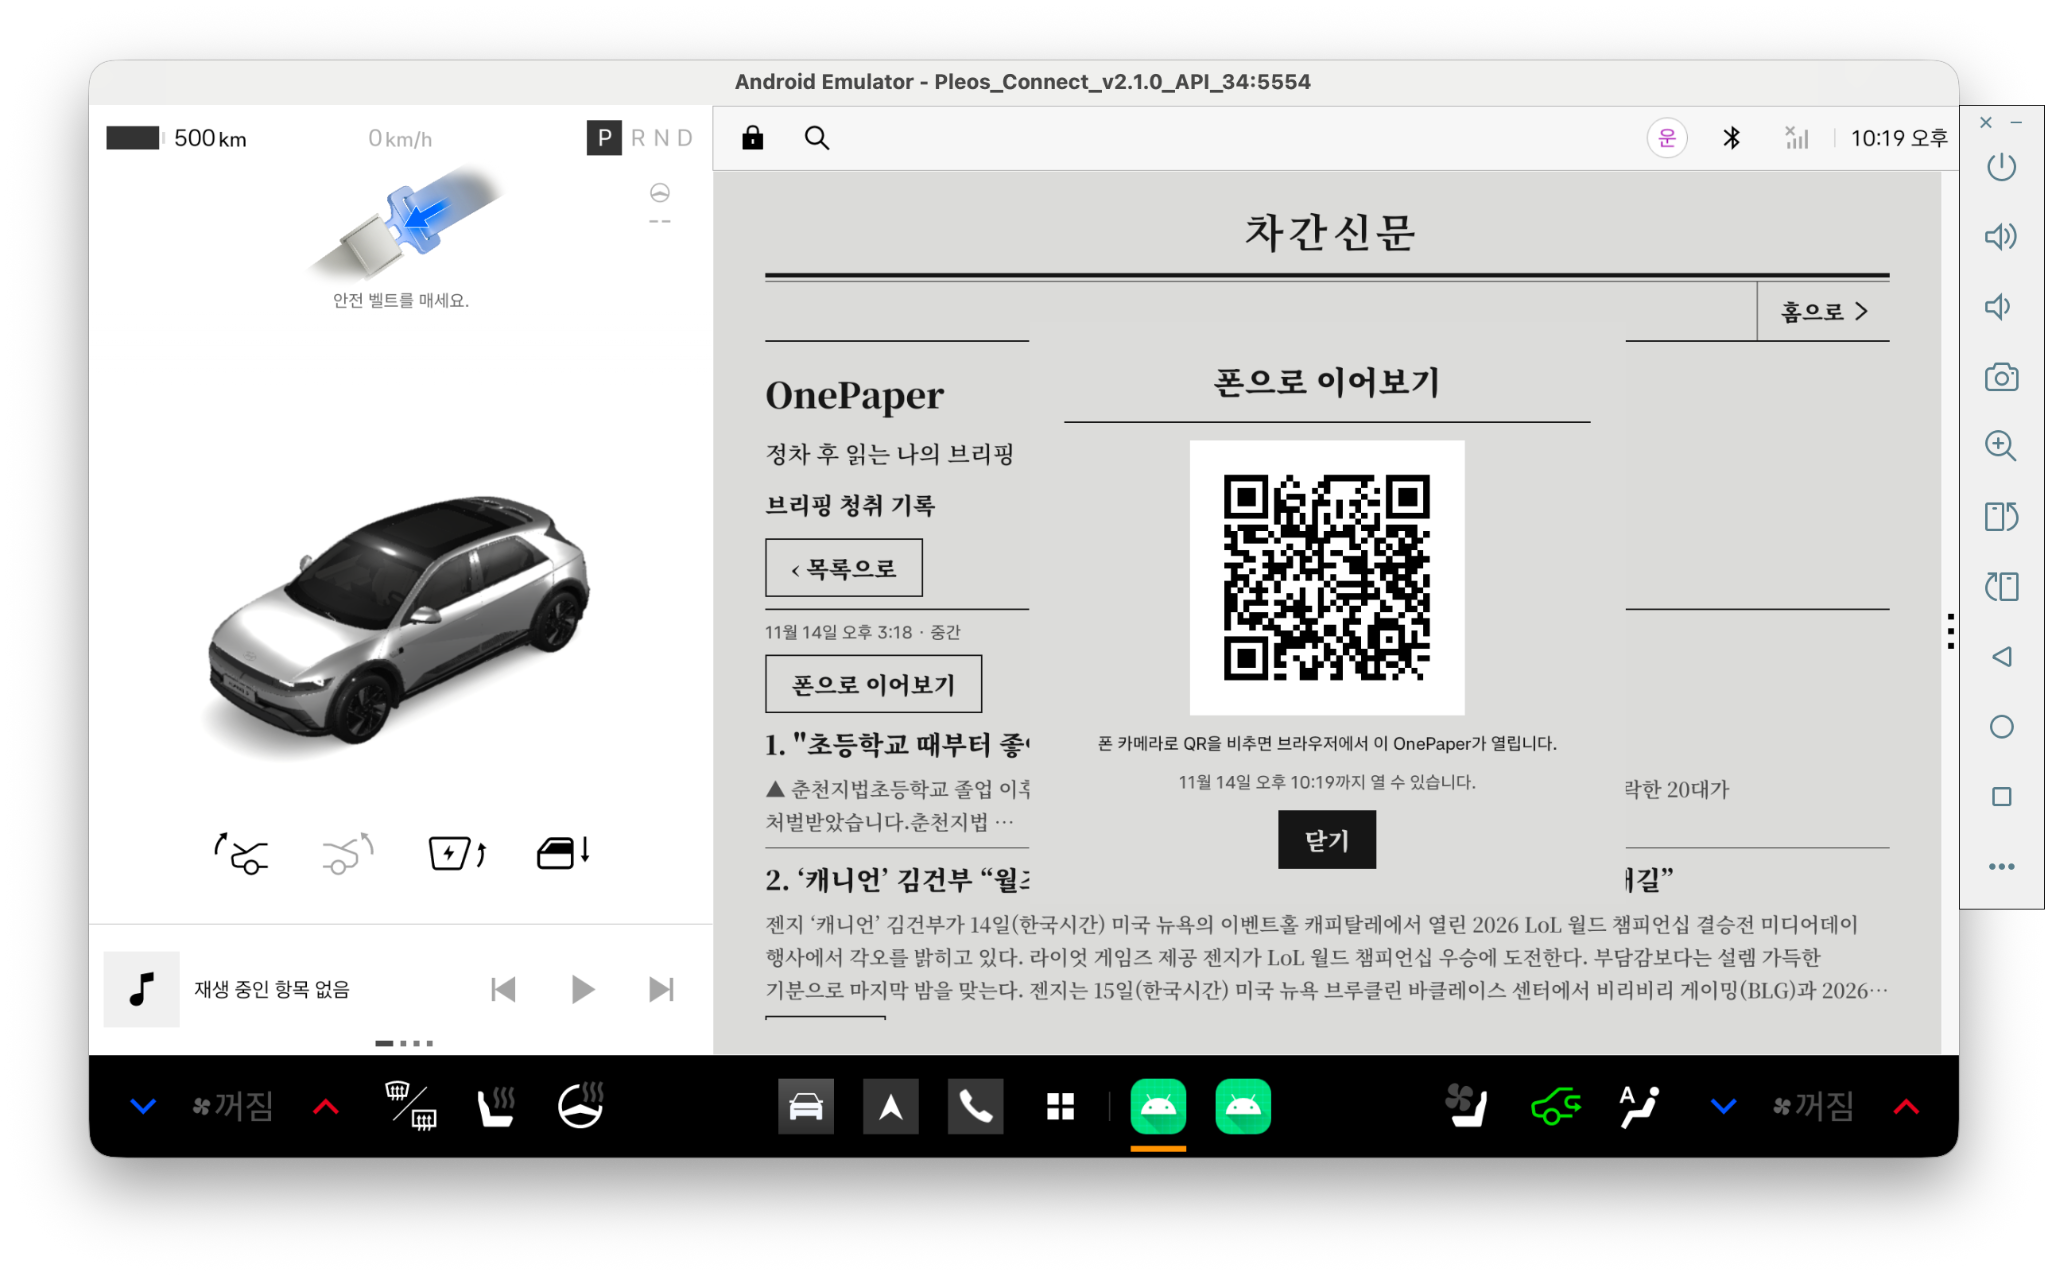 Android Emulator - Pleos_Connect_v2.1.0_API_34:5554
500 km
0 km/h
P R N D
운
10:19 오후
--
안전 벨트를 매세요.
차간신문
홈으로 >
OnePaper
정차 후 읽는 나의 브리핑
브리핑 청취 기록
‹ 목록으로
11월 14일 오후 3:18 · 중간
폰으로 이어보기
폰으로 이어보기
폰 카메라로 QR을 비추면 브라우저에서 이 OnePaper가 열립니다.
11월 14일 오후 10:19까지 열 수 있습니다.
닫기
1. "초등학교 때부터
▲ 춘천지법초등학교 졸업 이후 락한 20대가
처벌받았습니다.춘천지법 …
2. ‘캐니언’ 김건부
길”
젠지 ‘캐니언’ 김건부가 14일(한국시간) 미국 뉴욕의 이벤트홀 캐피탈레에서 열린 2026 LoL 월드 챔피언십 결승전 미디어데이
행사에서 각오를 밝히고 있다. 라이엇 게임즈 제공 젠지가 LoL 월드 챔피언십 우승에 도전한다. 부담감보다는 설렘 가득한
기분으로 마지막 밤을 맞는다. 젠지는 15일(한국시간) 미국 뉴욕 브루클린 바클레이스 센터에서 비리비리 게이밍(BLG)과 2026…
재생 중인 항목 없음
꺼짐
A
꺼짐